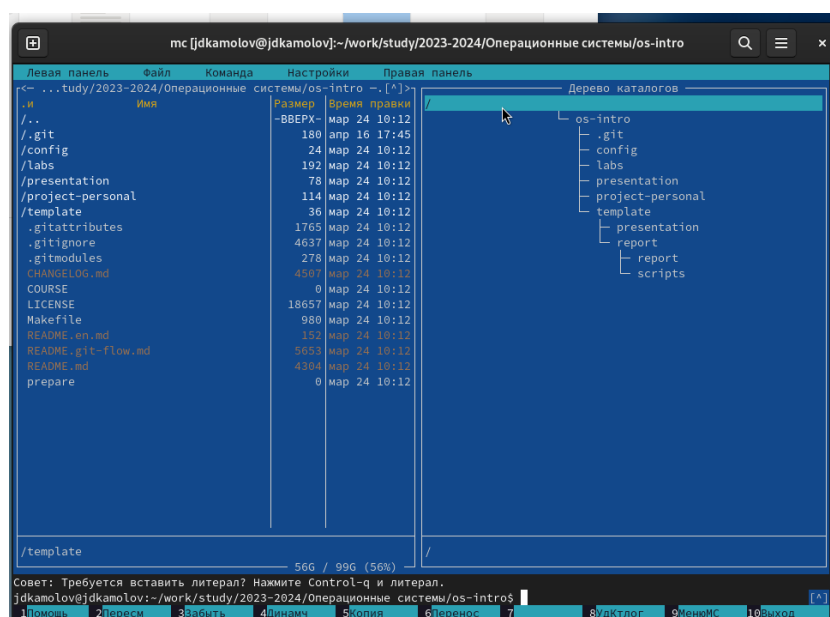 mc [jdkamolov@jdkamolov]:~/work/study/2023-2024/Операционные системы/os-intro
Левая панель Файл Команда Настройки Правая панель
<— ...tudy/2023-2024/Операционные системы/os-intro —.[^]>
.и Имя Размер Время правки
/.. -ВВЕРХ- мар 24 10:12
/.git 180 апр 16 17:45
/config 24 мар 24 10:12
/labs 192 мар 24 10:12
/presentation 78 мар 24 10:12
/project-personal 114 мар 24 10:12
/template 36 мар 24 10:12
.gitattributes 1765 мар 24 10:12
.gitignore 4637 мар 24 10:12
.gitmodules 278 мар 24 10:12
CHANGELOG.md 4507 мар 24 10:12
COURSE 0 мар 24 10:12
LICENSE 18657 мар 24 10:12
Makefile 980 мар 24 10:12
README.en.md 152 мар 24 10:12
README.git-flow.md 5653 мар 24 10:12
README.md 4304 мар 24 10:12
prepare 0 мар 24 10:12
/template
56G / 99G (56%)
Дерево каталогов
/
os-intro
.git
config
labs
presentation
project-personal
template
presentation
report
report
scripts
/
Совет: Требуется вставить литерал? Нажмите Control-q и литерал.
jdkamolov@jdkamolov:~/work/study/2023-2024/Операционные системы/os-intro$ [^]
1Помощь 2Пересм 3Забыть 4Динамч 5Копия 6Перенос 7 8УдКтлог 9МенюMC 10Выход